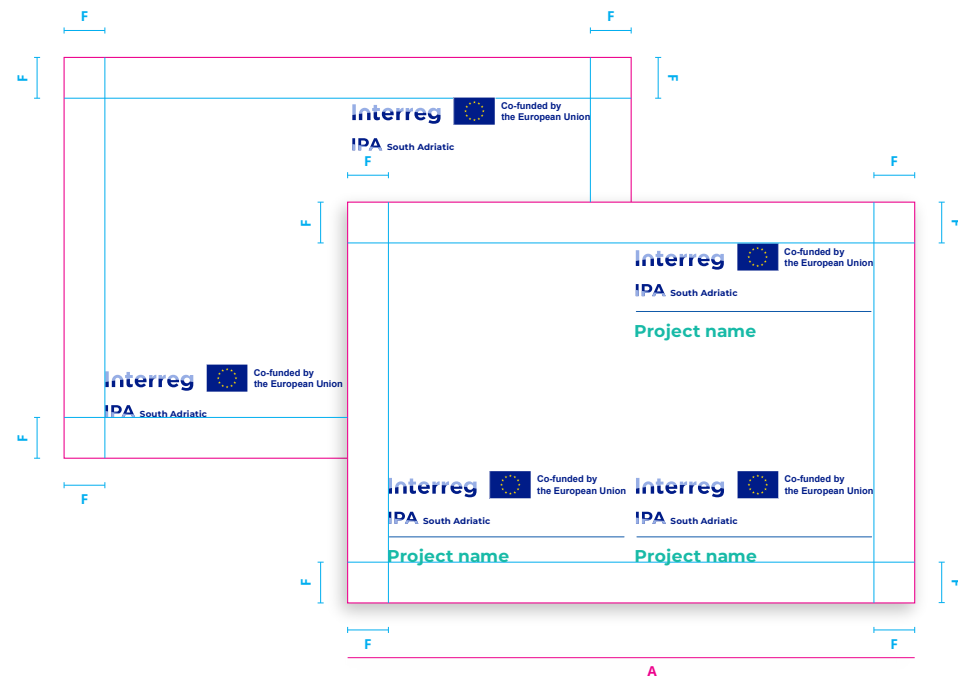 F
F
F
F
Interreg
Co-funded by
the European Union
IPA South Adriatic
F
F
F
F
Interreg
Co-funded by
the European Union
IPA South Adriatic
Project name
Interreg
Co-funded by
the European Union
IPA South Adriatic
F
F
Interreg
Co-funded by
the European Union
IPA South Adriatic
Project name
Interreg
Co-funded by
the European Union
IPA South Adriatic
Project name
F
F
F
F
A